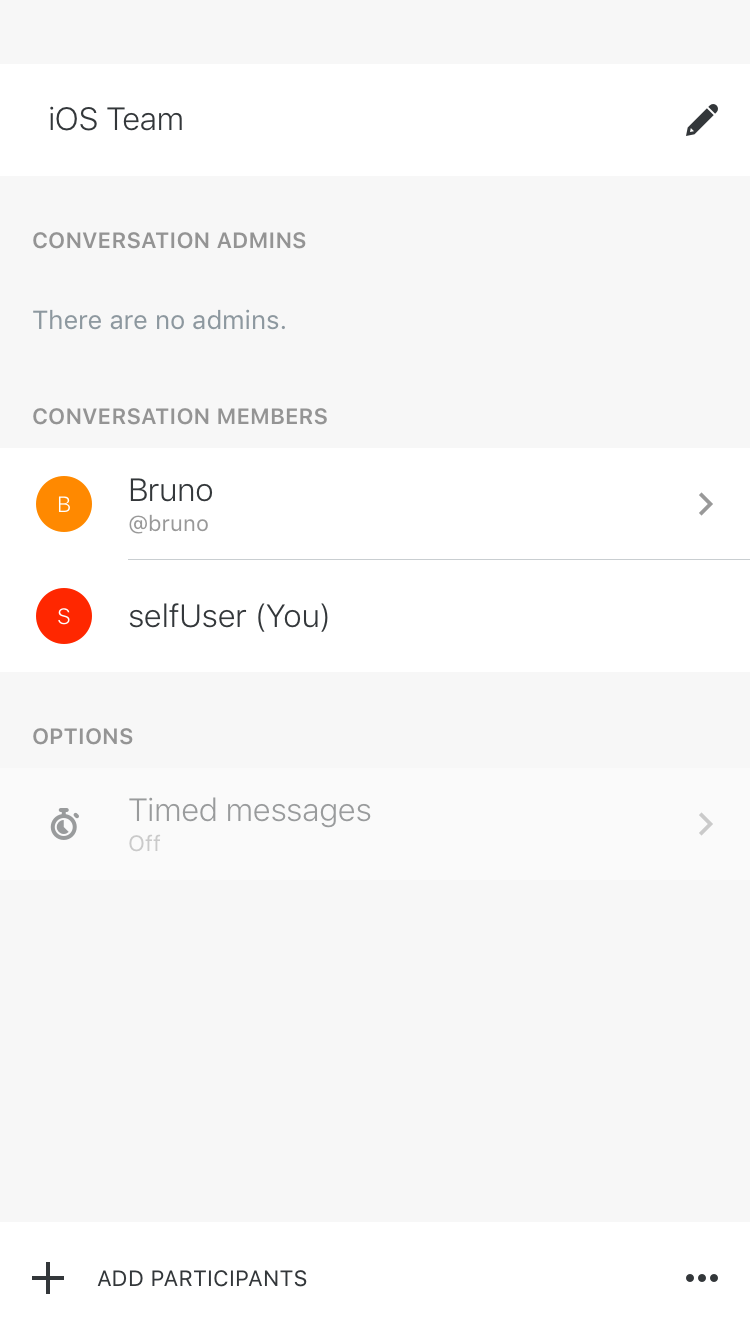 iOS Team
CONVERSATION ADMINS
There are no admins.
CONVERSATION MEMBERS
B
Bruno
@bruno
S
selfUser (You)
OPTIONS
Timed messages
Off
ADD PARTICIPANTS